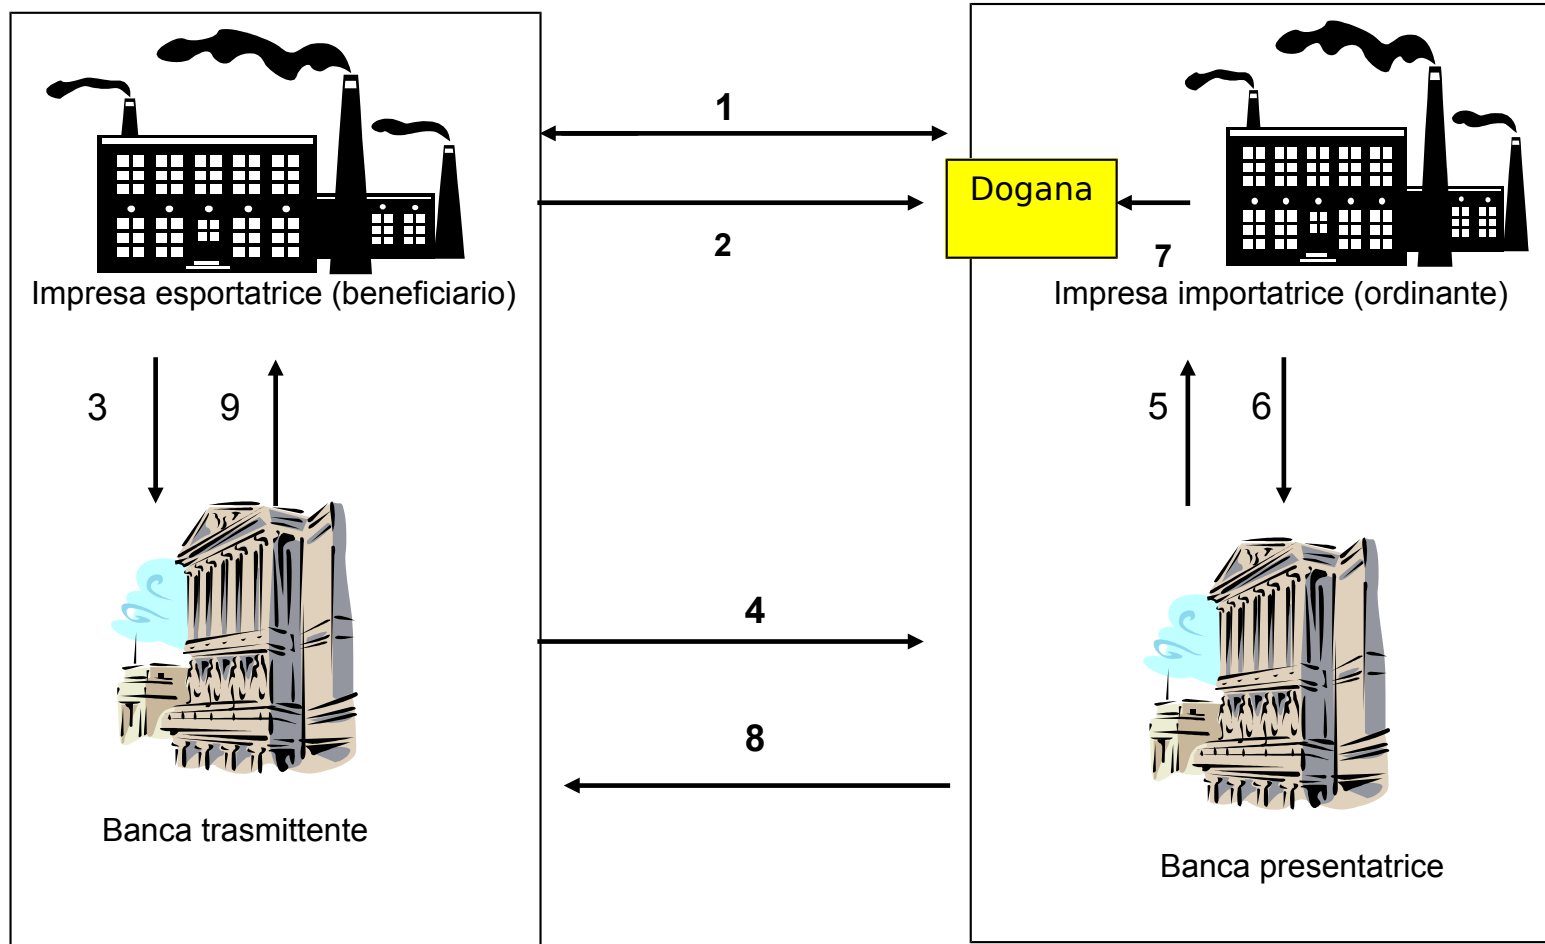 1
Dogana
2
7
Impresa esportatrice (beneficiario)
Impresa importatrice (ordinante)
3
9
5
6
4
8
Banca trasmittente
Banca presentatrice